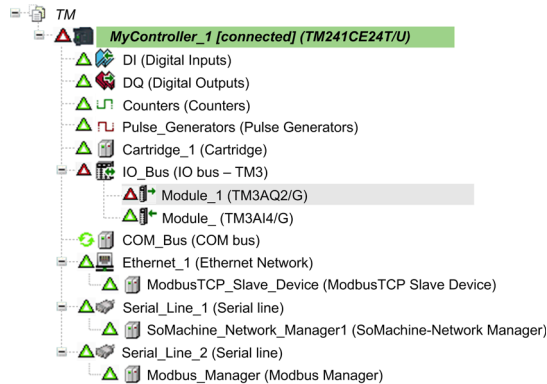 TM
MyController_1 [connected] (TM241CE24T/U)
DI (Digital Inputs)
DQ (Digital Outputs)
Counters (Counters)
Pulse_Generators (Pulse Generators)
Cartridge_1 (Cartridge)
IO_Bus (IO bus – TM3)
Module_1 (TM3AQ2/G)
Module_ (TM3AI4/G)
COM_Bus (COM bus)
Ethernet_1 (Ethernet Network)
ModbusTCP_Slave_Device (ModbusTCP Slave Device)
Serial_Line_1 (Serial line)
SoMachine_Network_Manager1 (SoMachine-Network Manager)
Serial_Line_2 (Serial line)
Modbus_Manager (Modbus Manager)